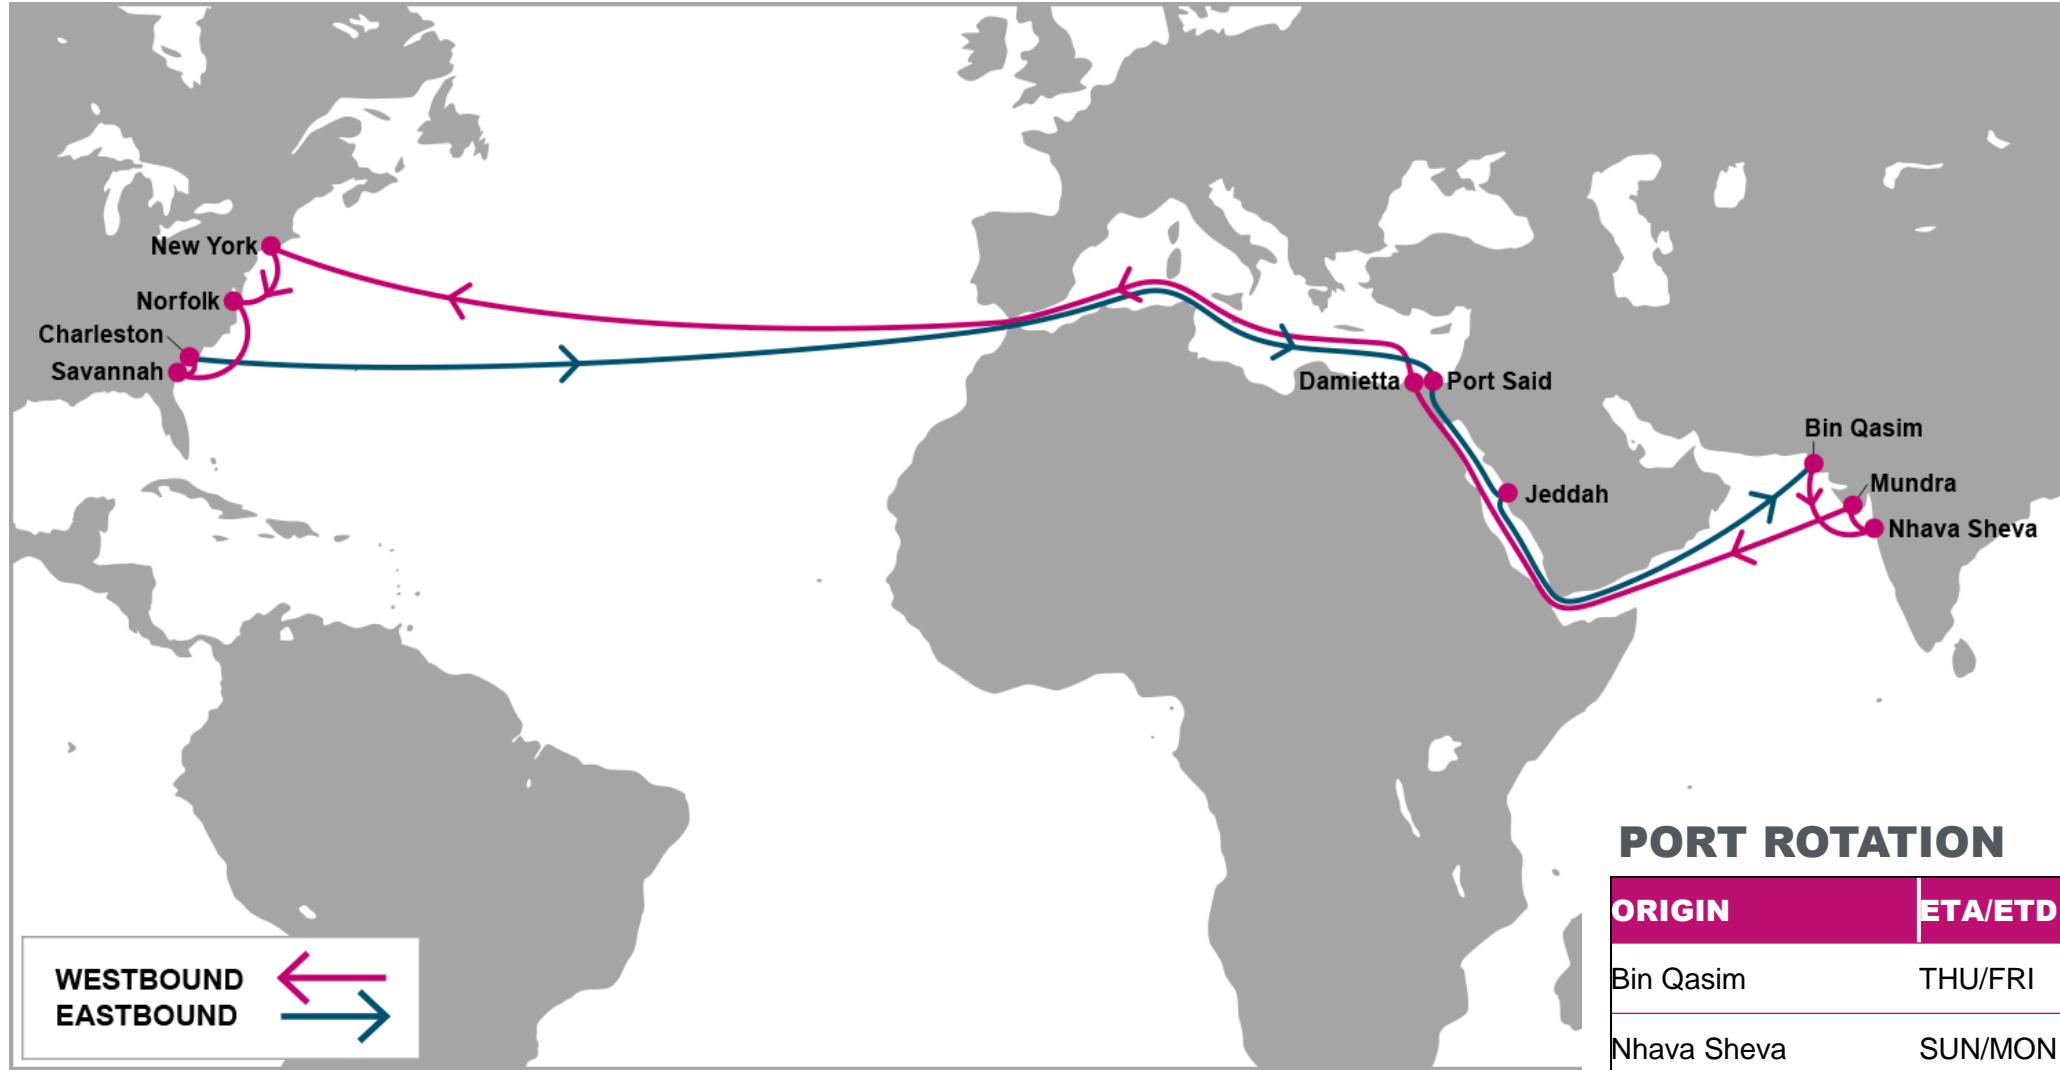 New York
Norfolk
Charleston
Savannah
Damietta
Port Said
Jeddah
Bin Qasim
Mundra
Nhava Sheva
WESTBOUND
EASTBOUND
PORT ROTATION
ORIGIN ETA/ETD
Bin Qasim THU/FRI
Nhava Sheva SUN/MON